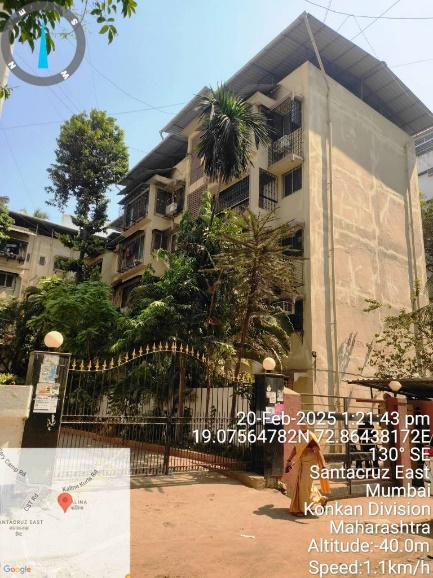 20-Feb-2025 1:21:43 pm
19.07564782N 72.86438172E
130° SE
Santacruz East
Mumbai
Konkan Division
Maharashtra
Altitude:-40.0m
Speed:1.1km/h
Kalina Kurla Rd
CST Rd
SANTACRUZ EAST
Google